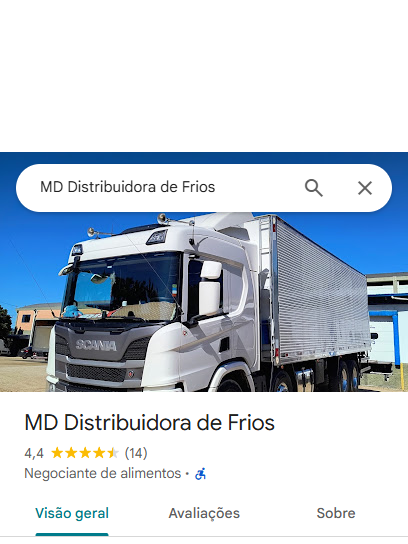 MD Distribuidora de Frios
SCANIA
MD Distribuidora de Frios
4,4 (14)
Negociante de alimentos ·
Visão geral Avaliações Sobre